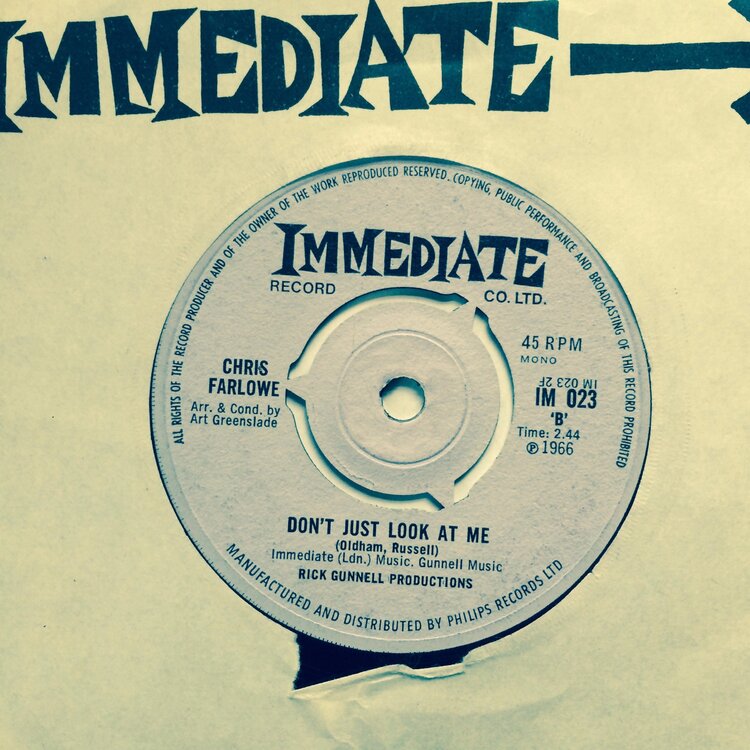 IMMEDIATE
ALL RIGHTS OF THE RECORD PRODUCER AND OF THE OWNER OF THE WORK REPRODUCED RESERVED. COPYING, PUBLIC PERFORMANCE AND BROADCASTING OF THIS RECORD PROHIBITED
IMMEDIATE
RECORD CO. LTD.
45 RPM
MONO
CHRIS
FARLOWE
Arr. & Cond. by
Art Greenslade
IM 023 2F
IM 023
'B'
Time: 2.44
℗ 1966
DON'T JUST LOOK AT ME
(Oldham, Russell)
Immediate (Ldn.) Music. Gunnell Music
RICK GUNNELL PRODUCTIONS
MANUFACTURED AND DISTRIBUTED BY PHILIPS RECORDS LTD